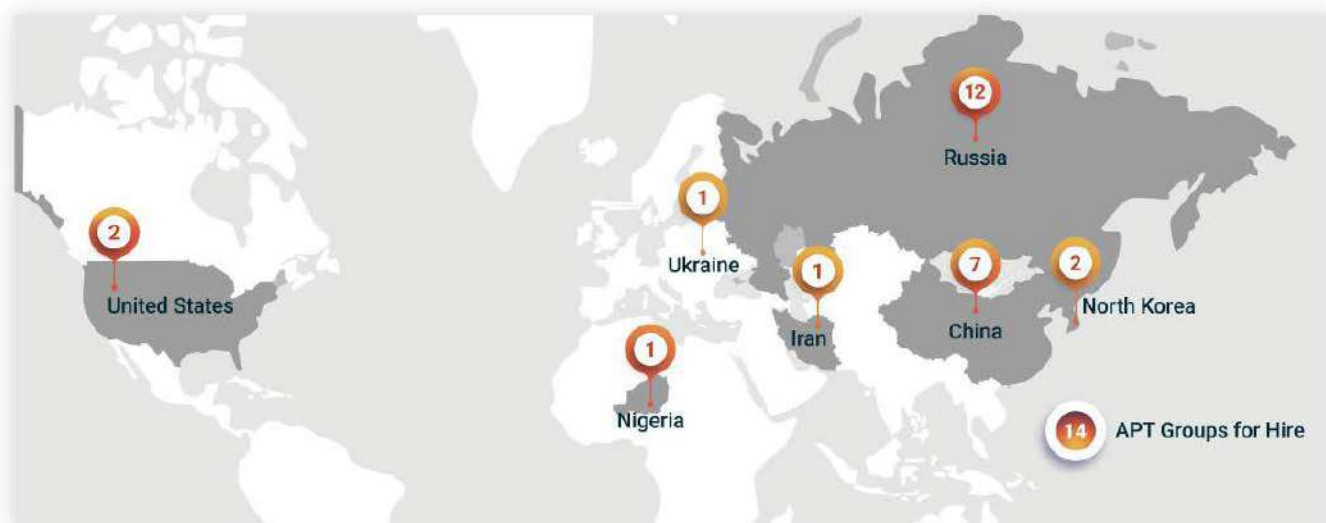 12
Russia
1
Ukraine
2
United States
1
Iran
7
China
2
North Korea
1
Nigeria
14 APT Groups for Hire